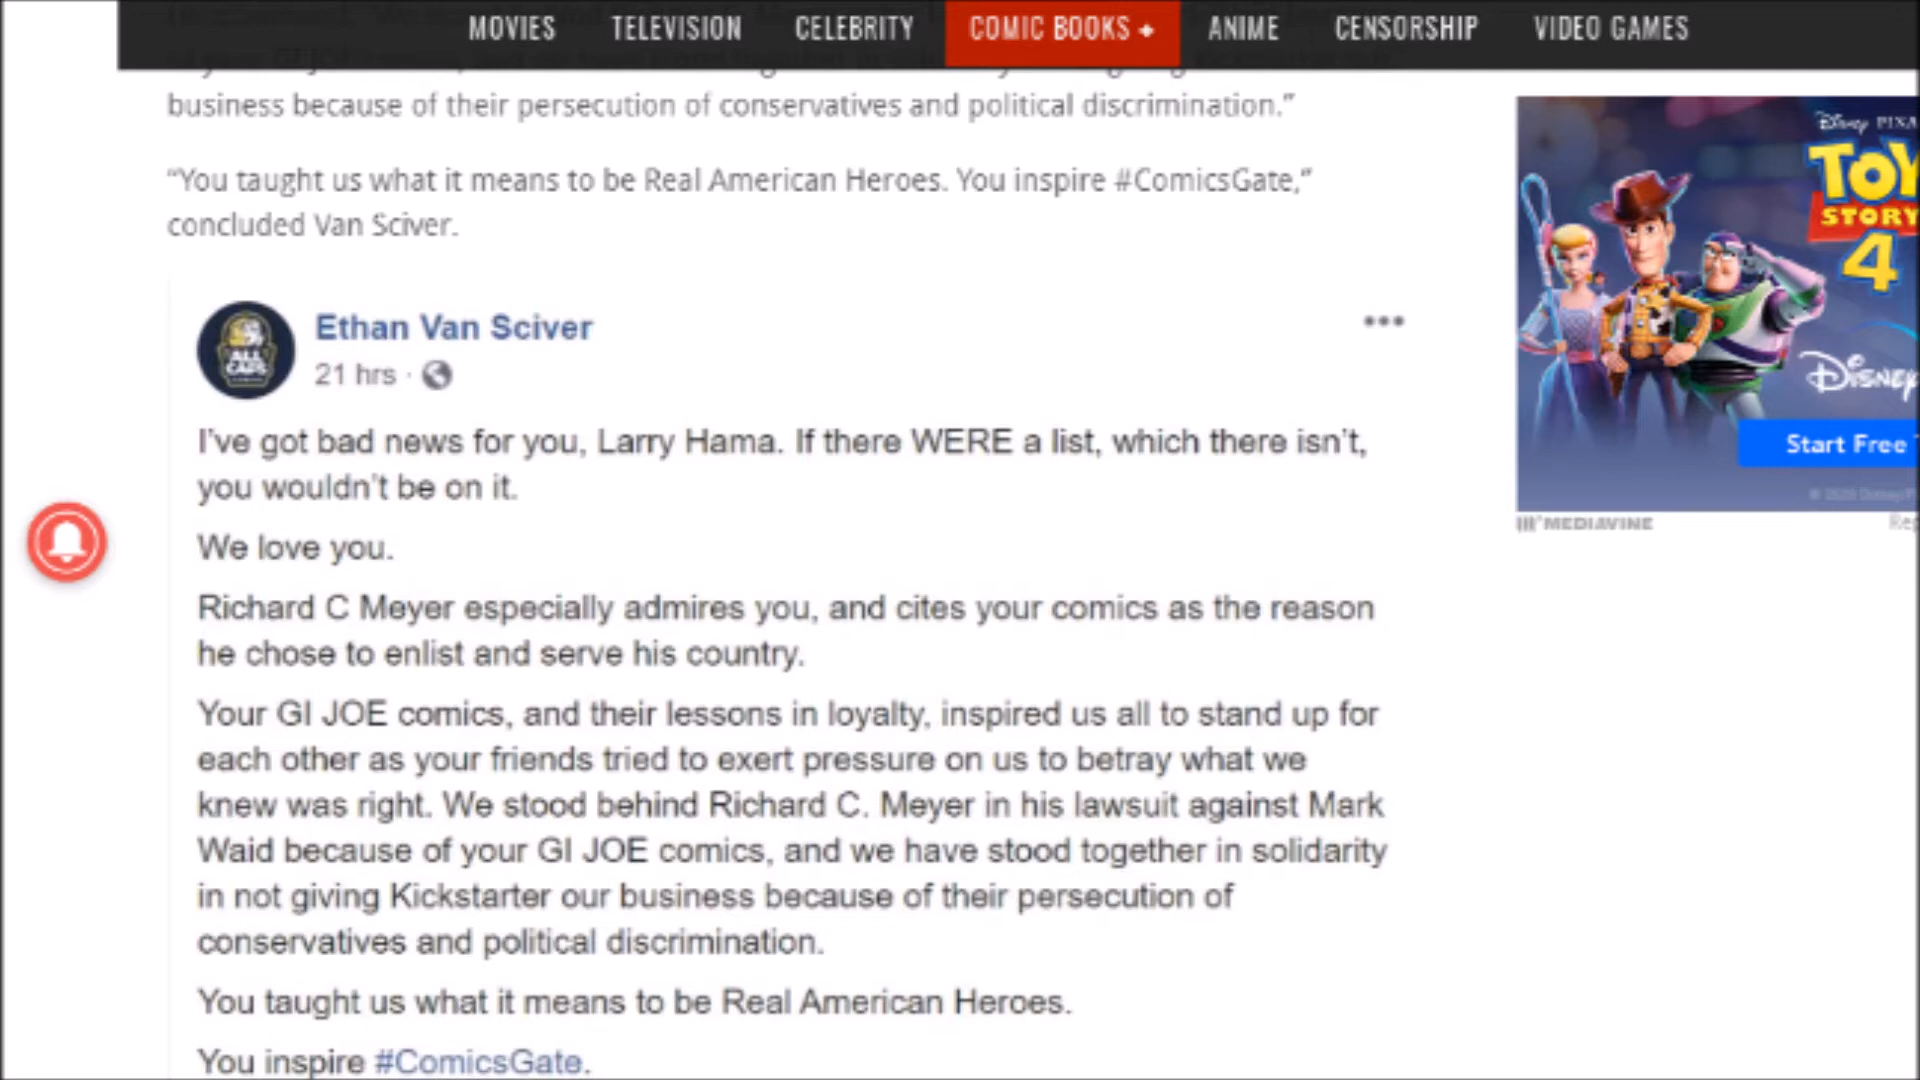 MOVIES TELEVISION CELEBRITY COMIC BOOKS + ANIME CENSORSHIP VIDEO GAMES
business because of their persecution of conservatives and political discrimination.”
“You taught us what it means to be Real American Heroes. You inspire #ComicsGate,”
concluded Van Sciver.
Disney PIXA
TOY
STORY
4
Disney
Start Free
MEDIAVINE
Rep
ALL
CAPS
Ethan Van Sciver
21 hrs ·
I’ve got bad news for you, Larry Hama. If there WERE a list, which there isn’t,
you wouldn’t be on it.
We love you.
Richard C Meyer especially admires you, and cites your comics as the reason
he chose to enlist and serve his country.
Your GI JOE comics, and their lessons in loyalty, inspired us all to stand up for
each other as your friends tried to exert pressure on us to betray what we
knew was right. We stood behind Richard C. Meyer in his lawsuit against Mark
Waid because of your GI JOE comics, and we have stood together in solidarity
in not giving Kickstarter our business because of their persecution of
conservatives and political discrimination.
You taught us what it means to be Real American Heroes.
You inspire #ComicsGate.